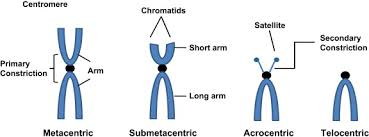 Centromere
Chromatids
Satellite
Secondary
Constriction
Short arm
Primary
Constriction
Arm
Long arm
Metacentric
Submetacentric
Acrocentric
Telocentric